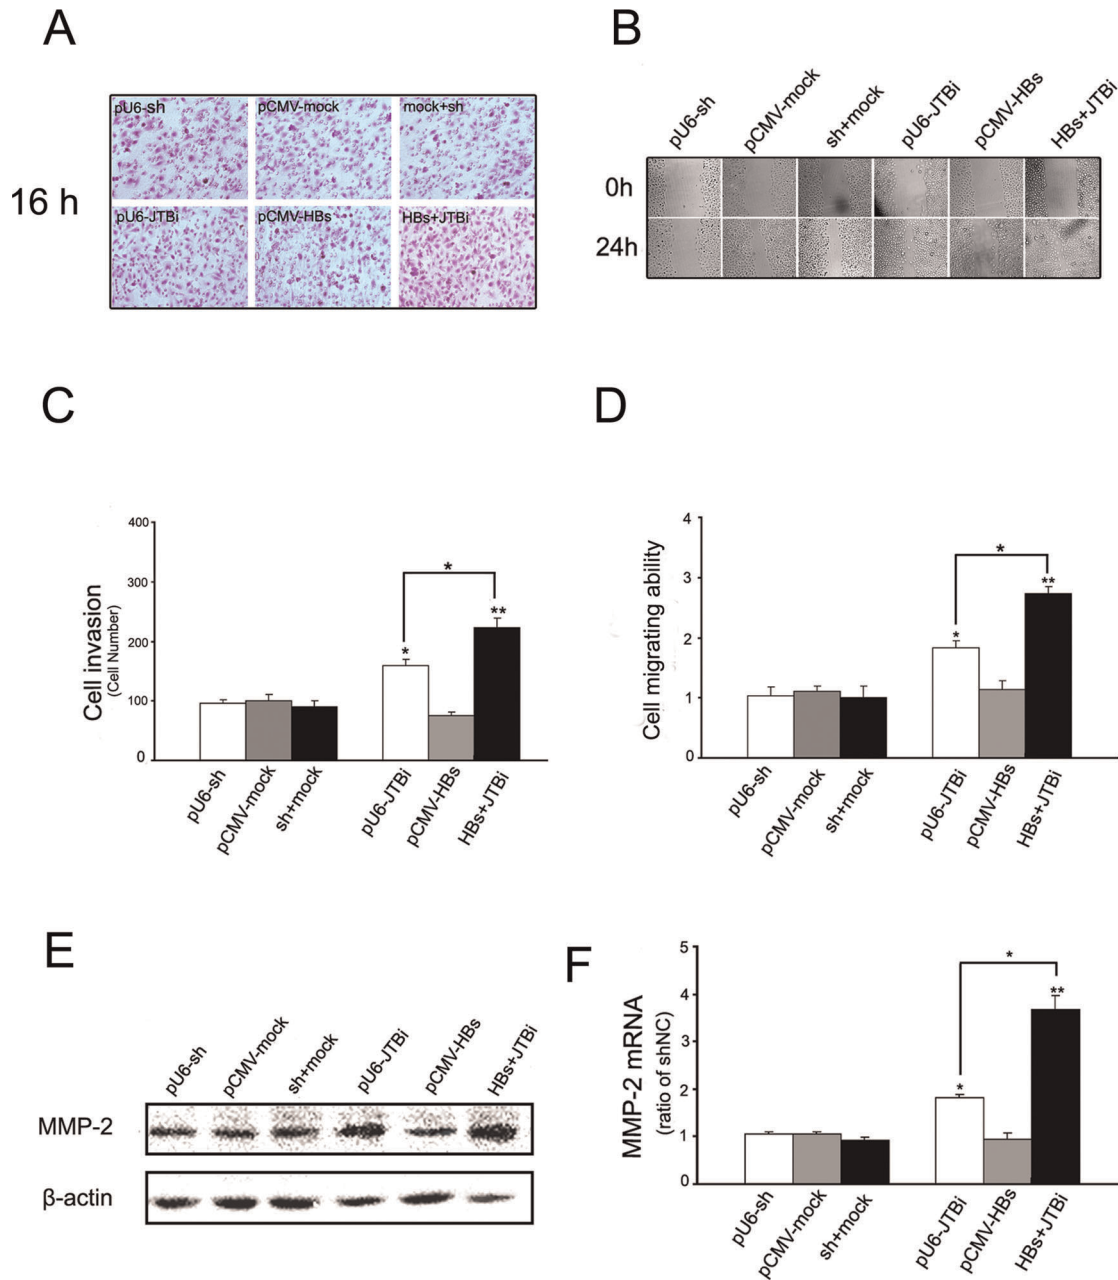 A
pU6-sh pCMV-mock mock+sh
16 h
pU6-JTBi pCMV-HBs HBs+JTBi
B
pU6-sh pCMV-mock sh+mock pU6-JTBi pCMV-HBs HBs+JTBi
0h
24h
C
Cell invasion
(Cell Number)
400
300
200
100
0
*
*
**
pU6-sh pCMV-mock sh+mock pU6-JTBi pCMV-HBs HBs+JTBi
D
Cell migrating ability
4
3
2
1
0
*
*
**
pU6-sh pCMV-mock sh+mock pU6-JTBi pCMV-HBs HBs+JTBi
E
pU6-sh pCMV-mock sh+mock pU6-JTBi pCMV-HBs HBs+JTBi
MMP-2
β-actin
F
MMP-2 mRNA
(ratio of shNC)
5
4
3
2
1
0
*
*
**
pU6-sh pCMV-mock sh+mock pU6-JTBi pCMV-HBs HBs+JTBi